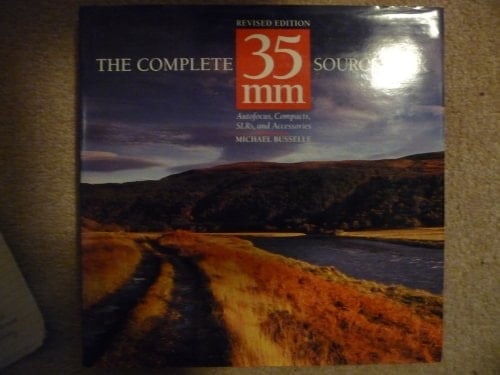 REVISED EDITION
THE COMPLETE
35
mm
Autofocus, Compacts,
SLRs, and Accessories
MICHAEL BUSSELLE